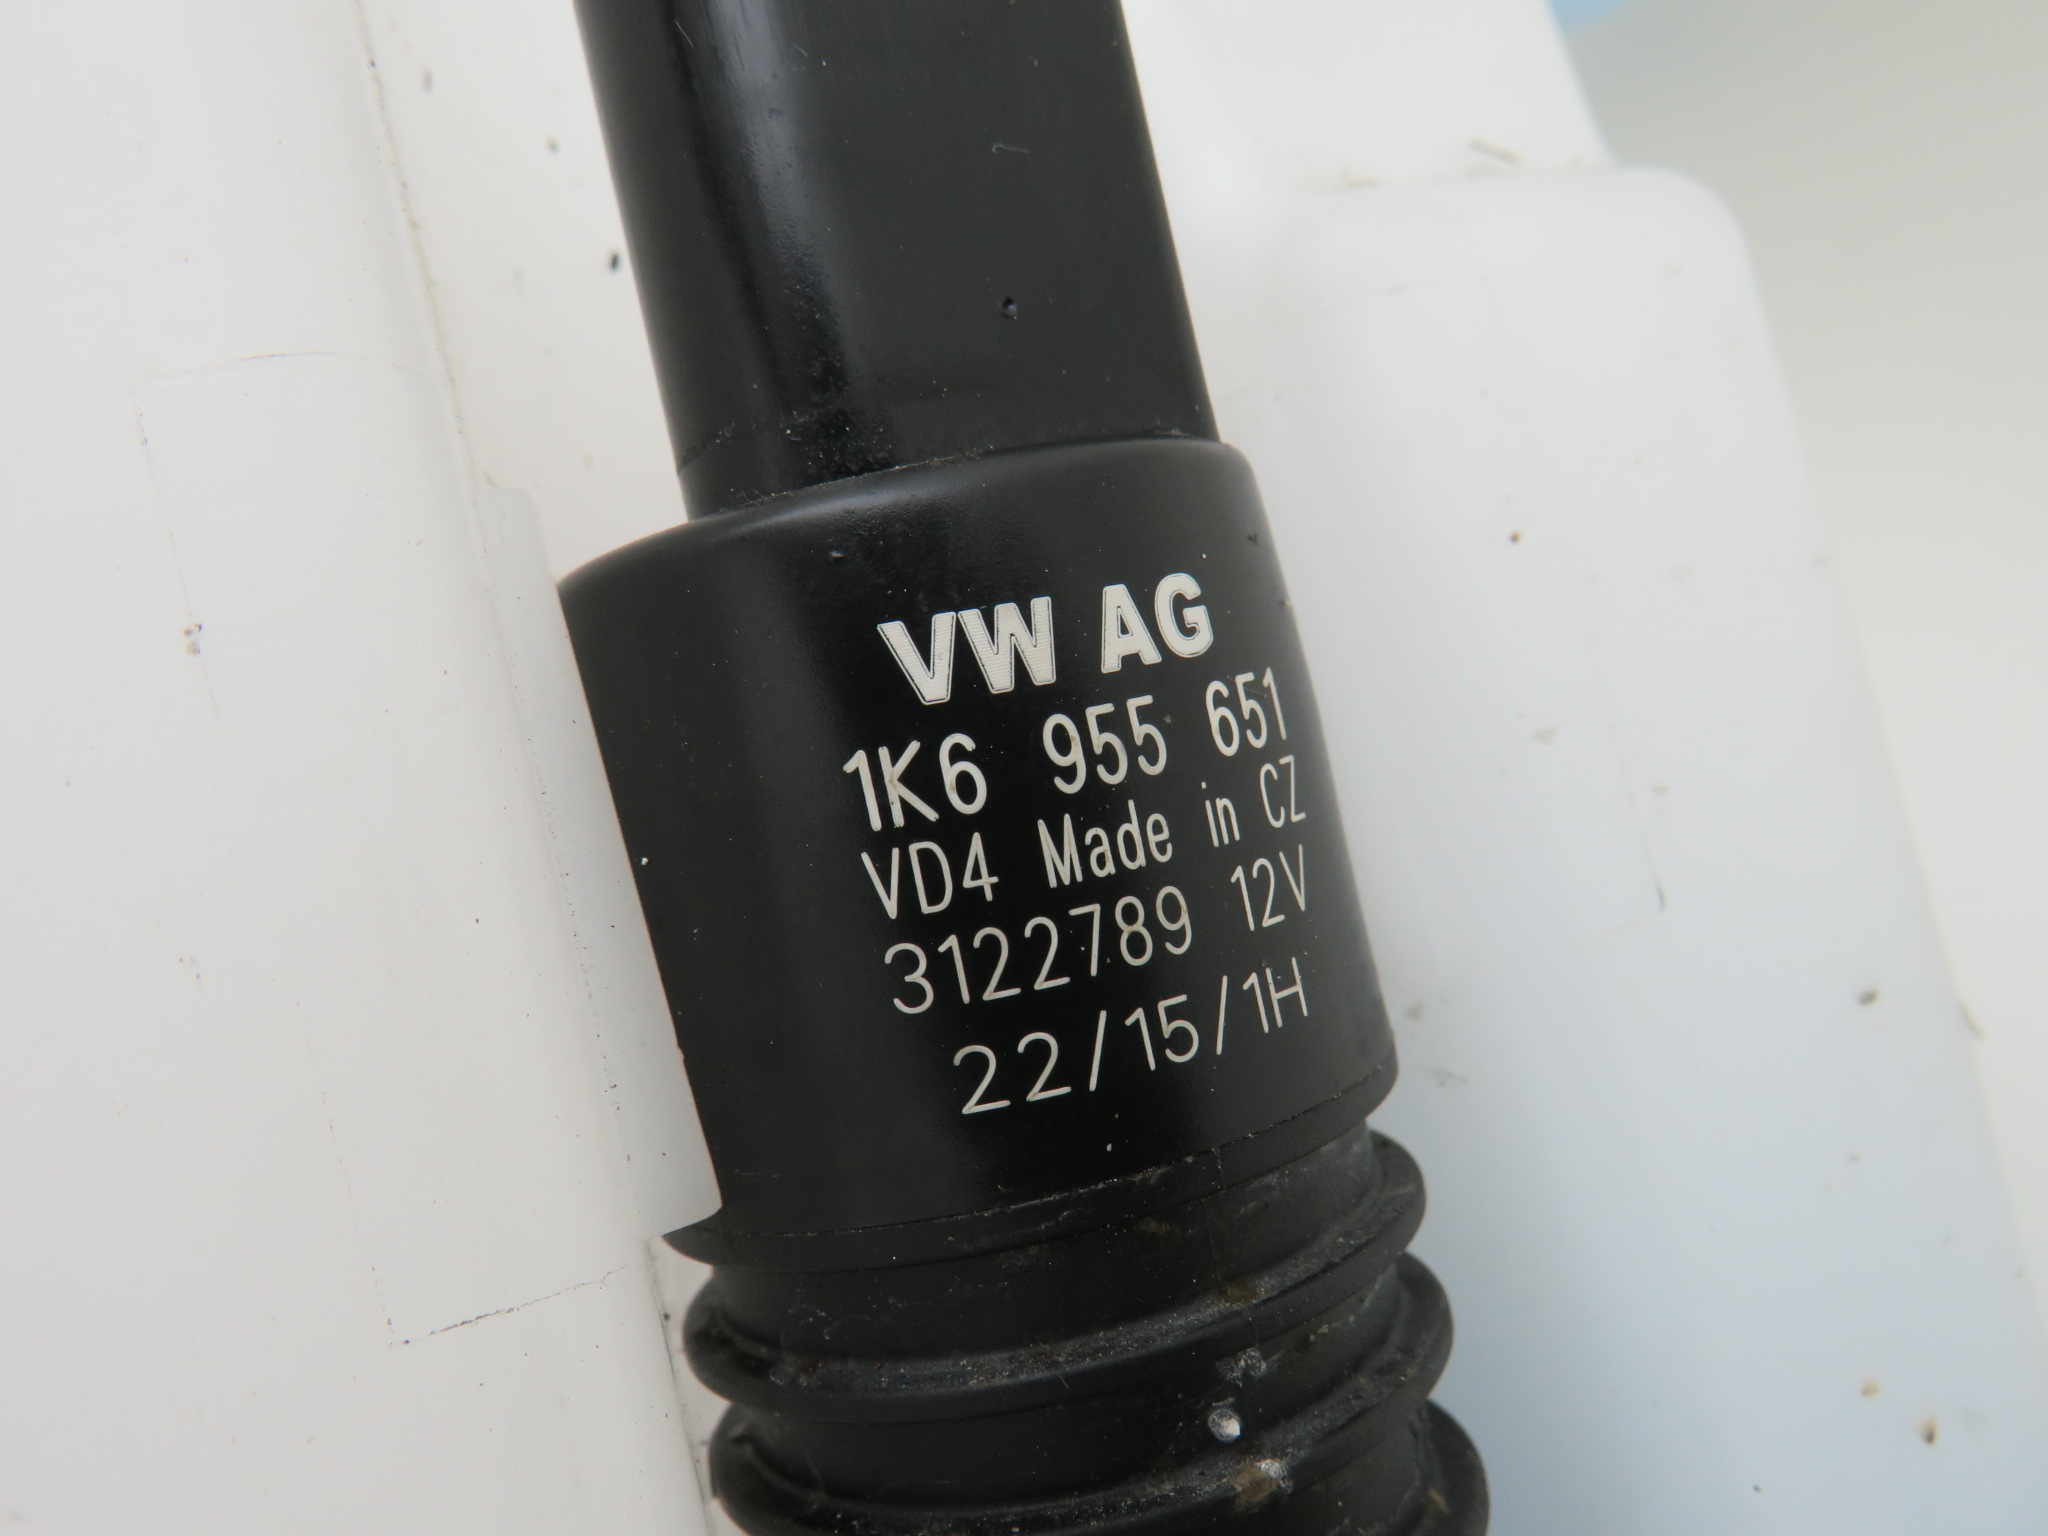 VW AG
1K6 955 651
VD4 Made in CZ
3122789 12V
22/15/1H